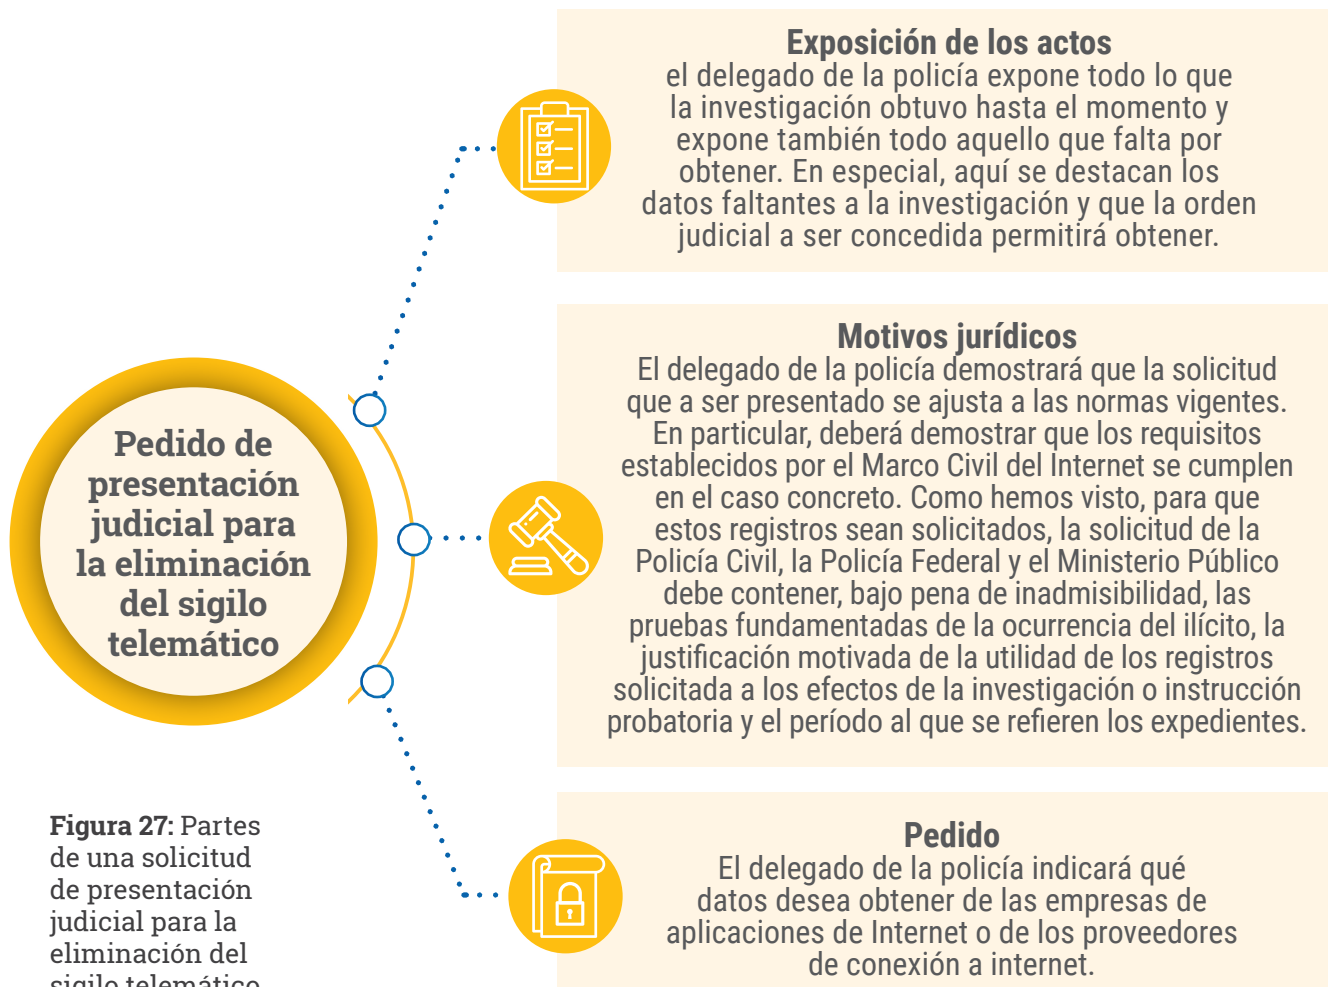 Exposición de los actos
el delegado de la policía expone todo lo que
la investigación obtuvo hasta el momento y
expone también todo aquello que falta por
obtener. En especial, aquí se destacan los
datos faltantes a la investigación y que la orden
judicial a ser concedida permitirá obtener.
Motivos jurídicos
El delegado de la policía demostrará que la solicitud
que a ser presentado se ajusta a las normas vigentes.
En particular, deberá demostrar que los requisitos
establecidos por el Marco Civil del Internet se cumplen
en el caso concreto. Como hemos visto, para que
estos registros sean solicitados, la solicitud de la
Policía Civil, la Policía Federal y el Ministerio Público
debe contener, bajo pena de inadmisibilidad, las
pruebas fundamentadas de la ocurrencia del ilícito, la
justificación motivada de la utilidad de los registros
solicitada a los efectos de la investigación o instrucción
probatoria y el período al que se refieren los expedientes.
Pedido de
presentación
judicial para
la eliminación
del sigilo
telemático
Pedido
El delegado de la policía indicará qué
datos desea obtener de las empresas de
aplicaciones de Internet o de los proveedores
de conexión a internet.
Figura 27: Partes
de una solicitud
de presentación
judicial para la
eliminación del
sigilo telemático